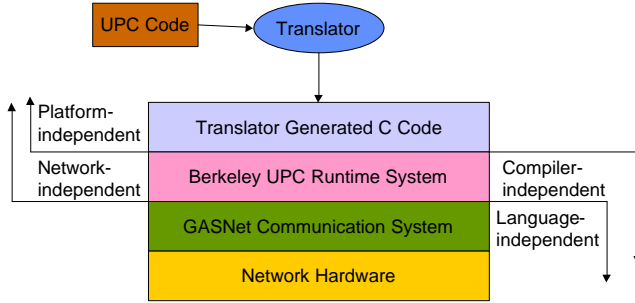 UPC Code
Translator
Platform-
independent
Translator Generated C Code
Network-
independent
Berkeley UPC Runtime System
Compiler-
independent
GASNet Communication System
Language-
independent
Network Hardware